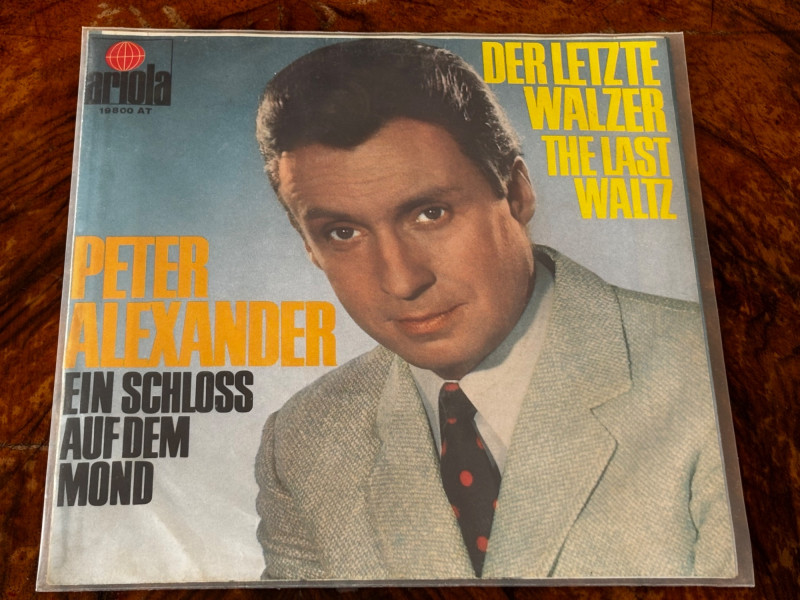 ariola
19800 AT
DER LETZTE
WALZER
THE LAST
WALTZ
PETER
ALEXANDER
EIN SCHLOSS
AUF DEM
MOND